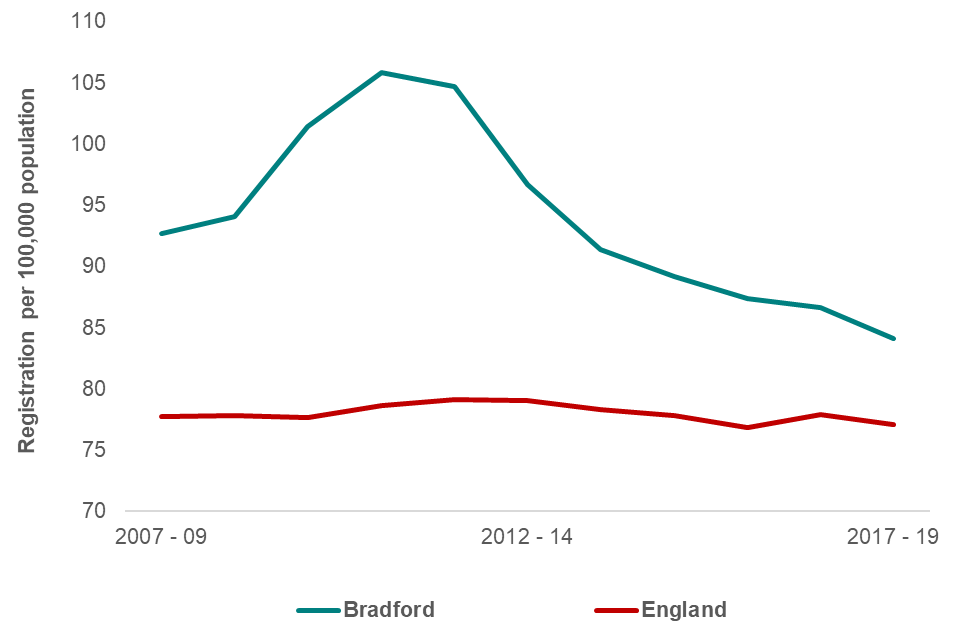 110
105
100
95
90
85
80
75
70
Registration per 100,000 population
2007 - 09
2012 - 14
2017 - 19
Bradford
England